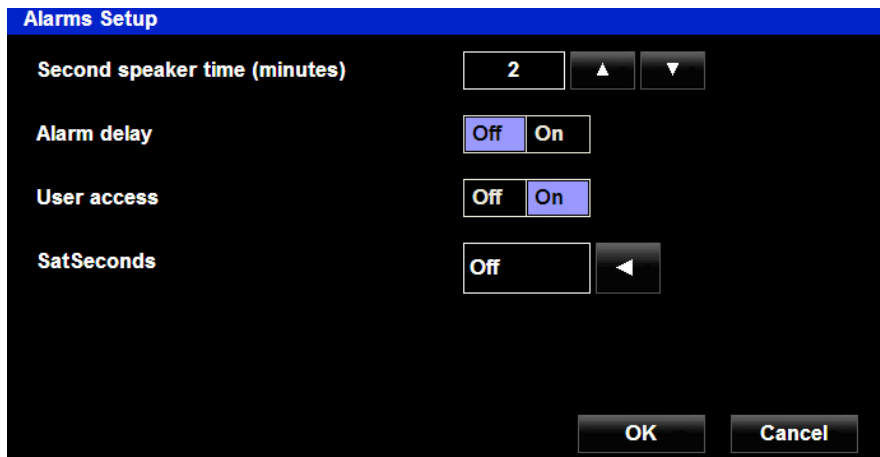 Alarms Setup
Second speaker time (minutes) 2
Alarm delay Off On
User access Off On
SatSeconds Off
OK Cancel